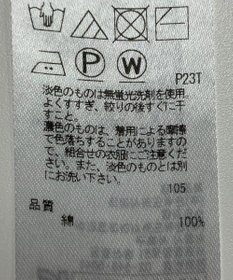 P
W
P23T
淡色のものは無蛍光洗剤を使用。
よくすすぎ、絞りの後すぐに干
すこと。
濃色のものは、着用による摩擦
で色落ちすることがありますの
で、組合せの衣服にご注意くだ
さい。また、淡色のものとは別
にお洗い下さい。
105
品質
綿 100%